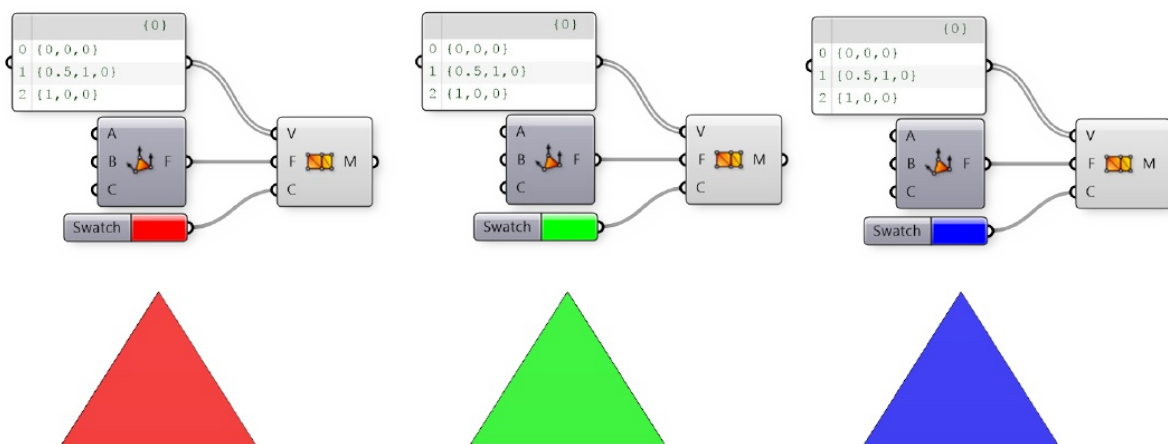 {0}
0 {0,0,0}
1 {0.5,1,0}
2 {1,0,0}
A
B F
C
V
F M
C
Swatch
{0}
0 {0,0,0}
1 {0.5,1,0}
2 {1,0,0}
A
B F
C
V
F M
C
Swatch
{0}
0 {0,0,0}
1 {0.5,1,0}
2 {1,0,0}
A
B F
C
V
F M
C
Swatch